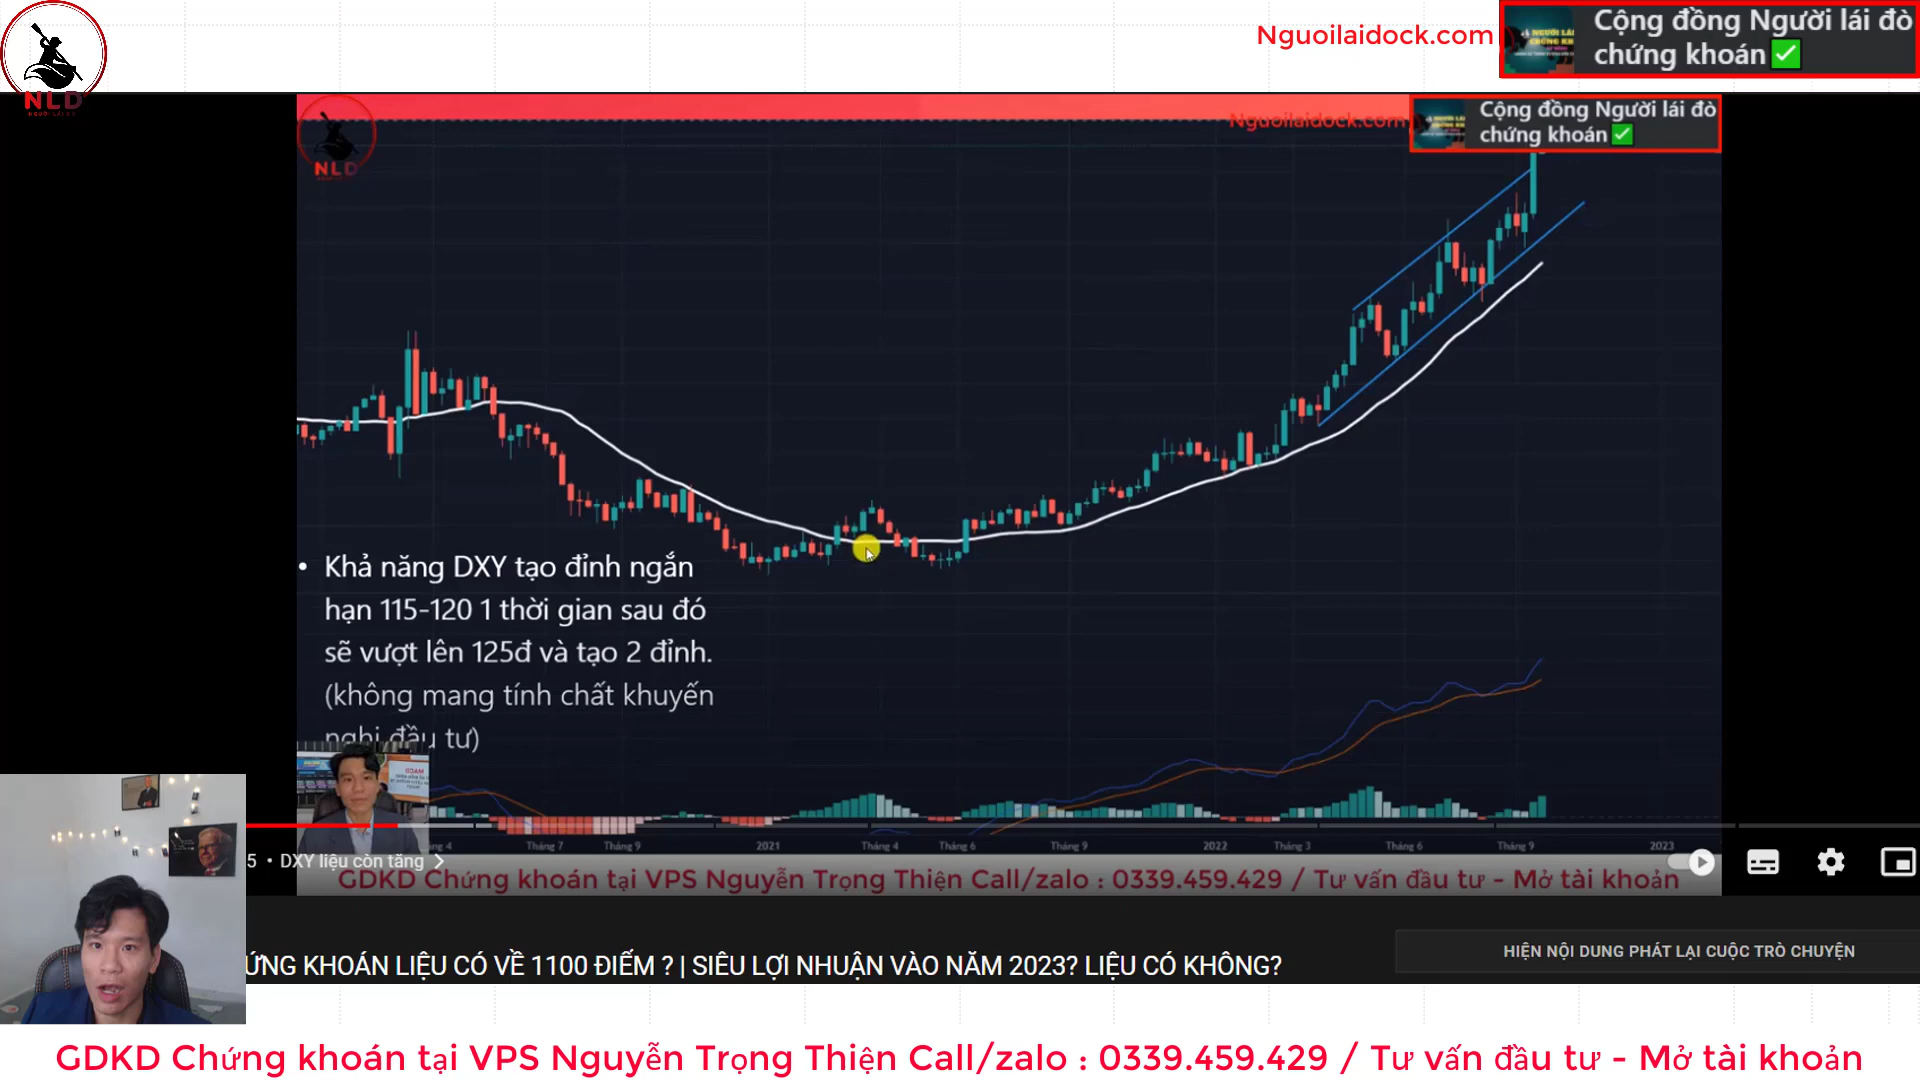 Nguoilaidock.com
Cộng đồng Người lái đò
chứng khoán✅
NLD
Nguoilaidock.com
Cộng đồng Người lái đò
chứng khoán✅
NLD
• Khả năng DXY tạo đỉnh ngắn
hạn 115-120 1 thời gian sau đó
sẽ vượt lên 125đ và tạo 2 đỉnh.
(không mang tính chất khuyến
nghị đầu tư)
Tháng 7 Tháng 9 2021 Tháng 4 Tháng 6 Tháng 9 2022 Tháng 3 Tháng 6 Tháng 9 2023
5 • DXY liệu còn tăng >
GDKD Chứng khoán tại VPS Nguyễn Trọng Thiện Call/zalo : 0339.459.429 / Tư vấn đầu tư - Mở tài khoản
ỨNG KHOÁN LIỆU CÓ VỀ 1100 ĐIỂM ? | SIÊU LỢI NHUẬN VÀO NĂM 2023? LIỆU CÓ KHÔNG?
HIỆN NỘI DUNG PHÁT LẠI CUỘC TRÒ CHUYỆN
GDKD Chứng khoán tại VPS Nguyễn Trọng Thiện Call/zalo : 0339.459.429 / Tư vấn đầu tư - Mở tài khoản